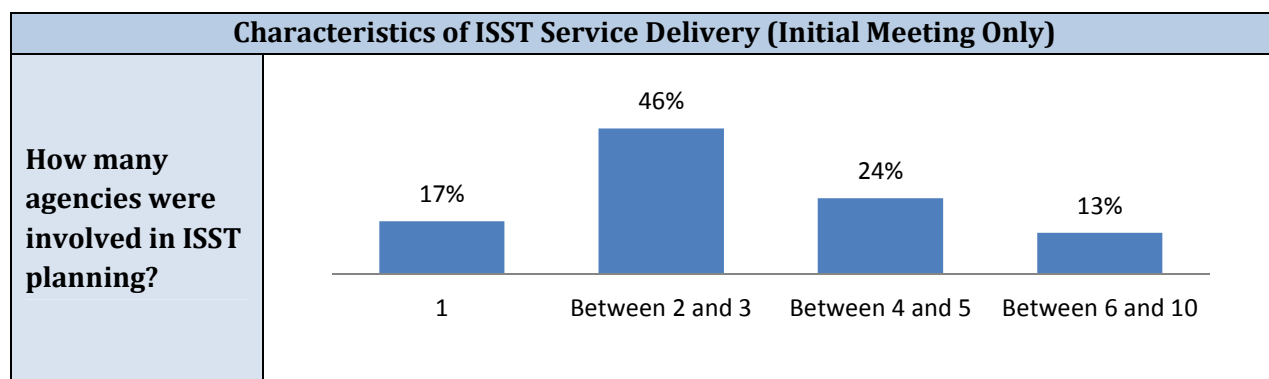 Characteristics of ISST Service Delivery (Initial Meeting Only)
How many
agencies were
involved in ISST
planning?
17%
46%
24%
13%
1
Between 2 and 3
Between 4 and 5
Between 6 and 10